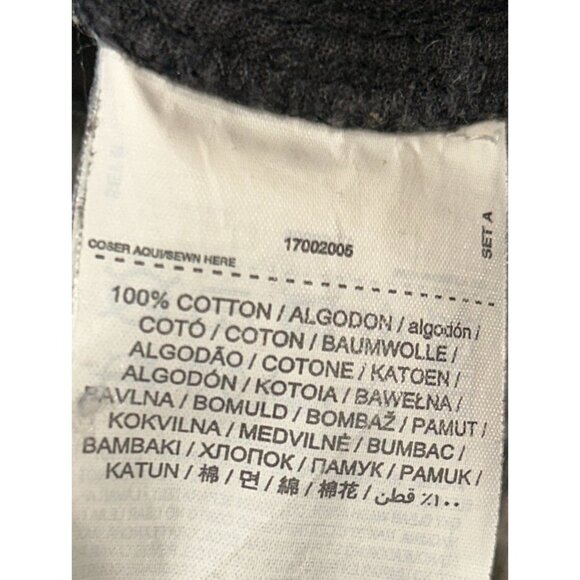 17002005
SET A
COSER AQUI/SEWN HERE
100% COTTON / ALGODON / algodón /
COTÓ / COTON / BAUMWOLLE /
ALGODÃO / COTONE / KATOEN /
ALGODÓN / KOTOIA / BAWEŁNA /
BAVLNA / BOMULD / BOMBAŽ / PAMUT /
KOKVILNA / MEDVILNĖ / BUMBAC /
BAMBAKI / ХЛОПОК / ПАМУК / PAMUK /
KATUN / 棉 / 면 / 綿 / 棉花 / ١٠٠٪ قطن /